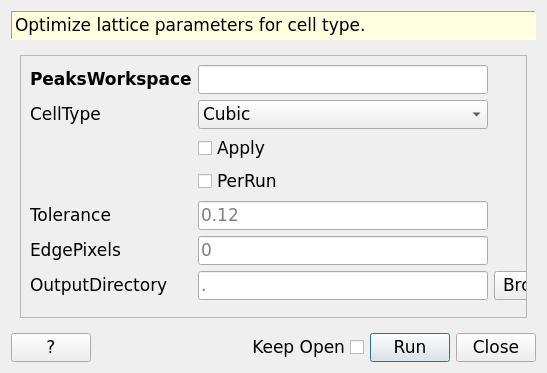 Optimize lattice parameters for cell type.
PeaksWorkspace
CellType Cubic
Apply
PerRun
Tolerance 0.12
EdgePixels 0
OutputDirectory . Bro
? Keep Open Run Close